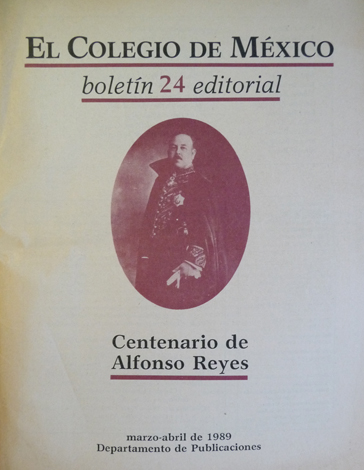 EL COLEGIO DE MÉXICO
boletín 24 editorial
Centenario de
Alfonso Reyes
marzo-abril de 1989
Departamento de Publicaciones